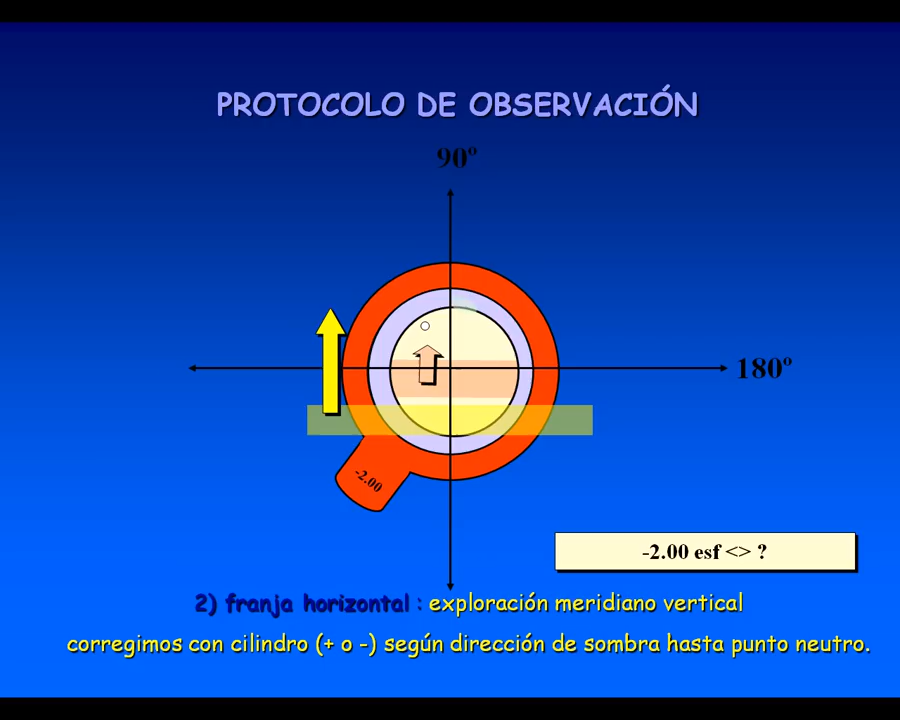 PROTOCOLO DE OBSERVACIÓN
90º
180º
-2.00
-2.00 esf <> ?
2) franja horizontal : exploración meridiano vertical
corregimos con cilindro (+ o -) según dirección de sombra hasta punto neutro.